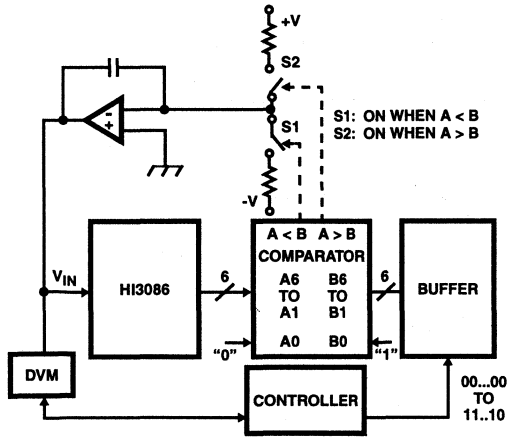 +V
S2
S1
-V
S1: ON WHEN A < B
S2: ON WHEN A > B
-
+
VIN
HI3086
6
A < B A > B
COMPARATOR
A6 B6
TO TO
A1 B1
A0 B0
"0"
"1"
6
BUFFER
DVM
CONTROLLER
00...00
TO
11..10